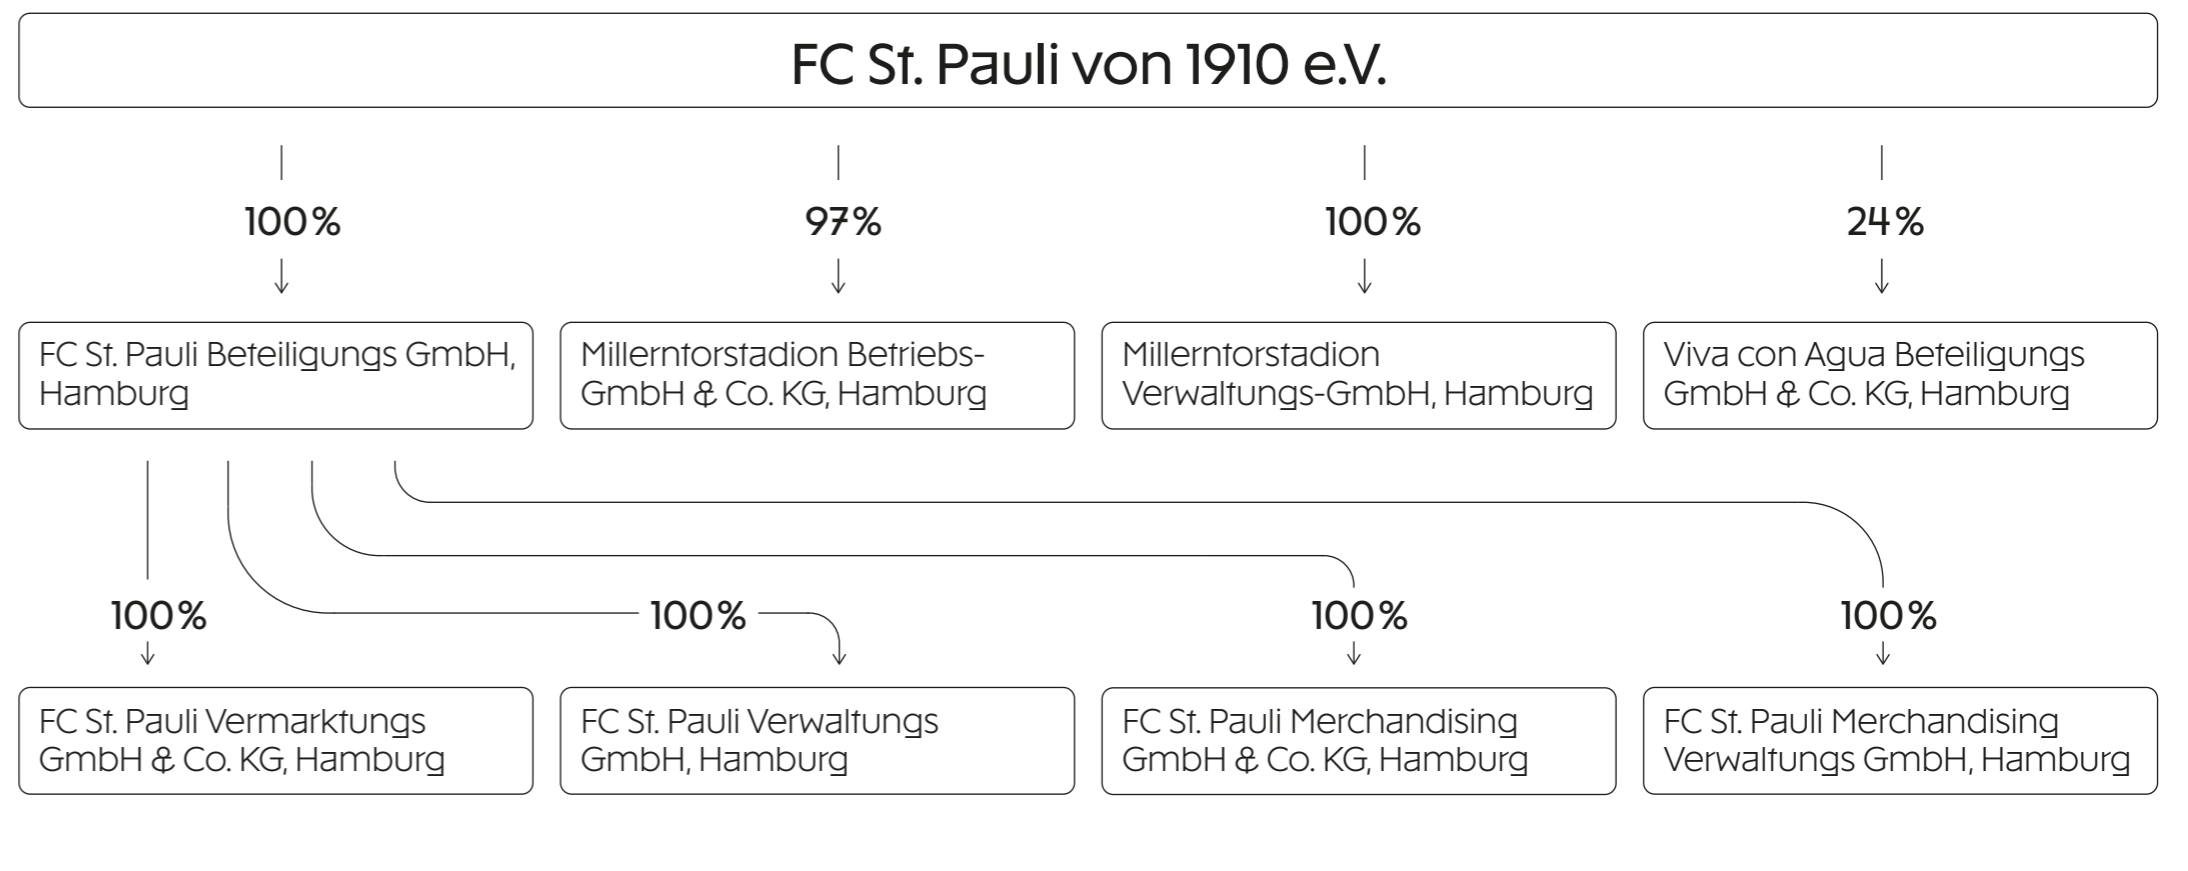 FC St. Pauli von 1910 e.V.
100%
97%
100%
24%
FC St. Pauli Beteiligungs GmbH,
Hamburg
Millerntorstadion Betriebs-
GmbH & Co. KG, Hamburg
Millerntorstadion
Verwaltungs-GmbH, Hamburg
Viva con Agua Beteiligungs
GmbH & Co. KG, Hamburg
100%
100%
100%
100%
FC St. Pauli Vermarktungs
GmbH & Co. KG, Hamburg
FC St. Pauli Verwaltungs
GmbH, Hamburg
FC St. Pauli Merchandising
GmbH & Co. KG, Hamburg
FC St. Pauli Merchandising
Verwaltungs GmbH, Hamburg